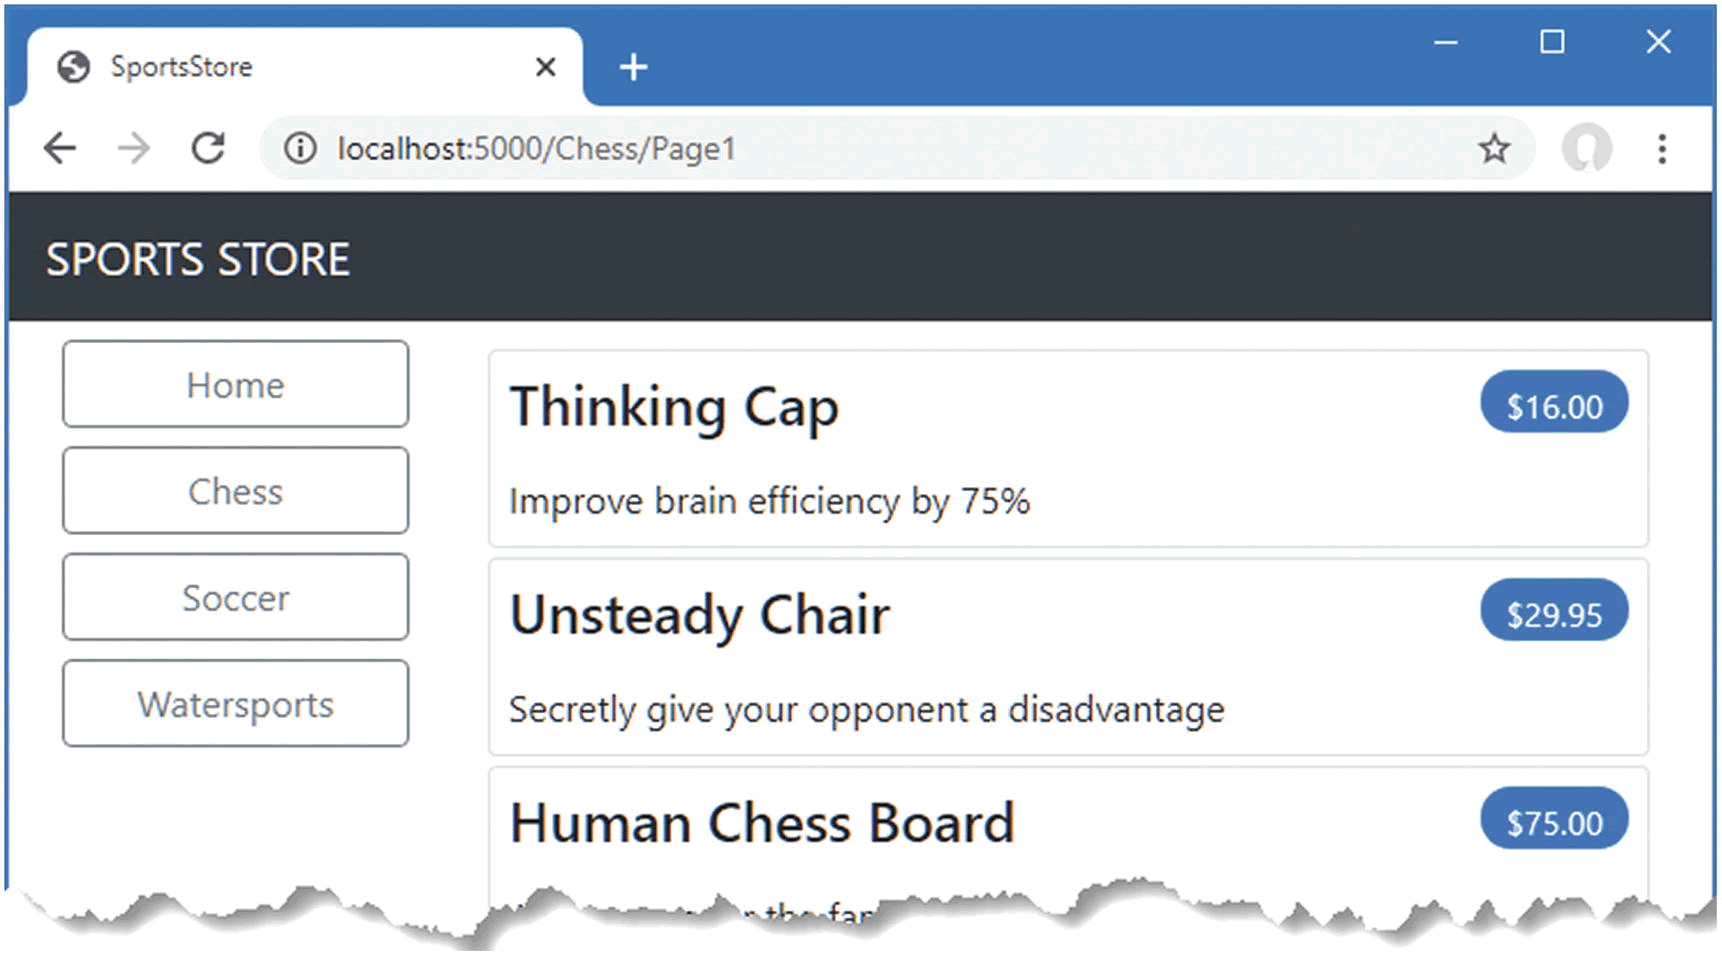 SportsStore
localhost:5000/Chess/Page1
SPORTS STORE
Home
Chess
Soccer
Watersports
Thinking Cap
$16.00
Improve brain efficiency by 75%
Unsteady Chair
$29.95
Secretly give your opponent a disadvantage
Human Chess Board
$75.00
the